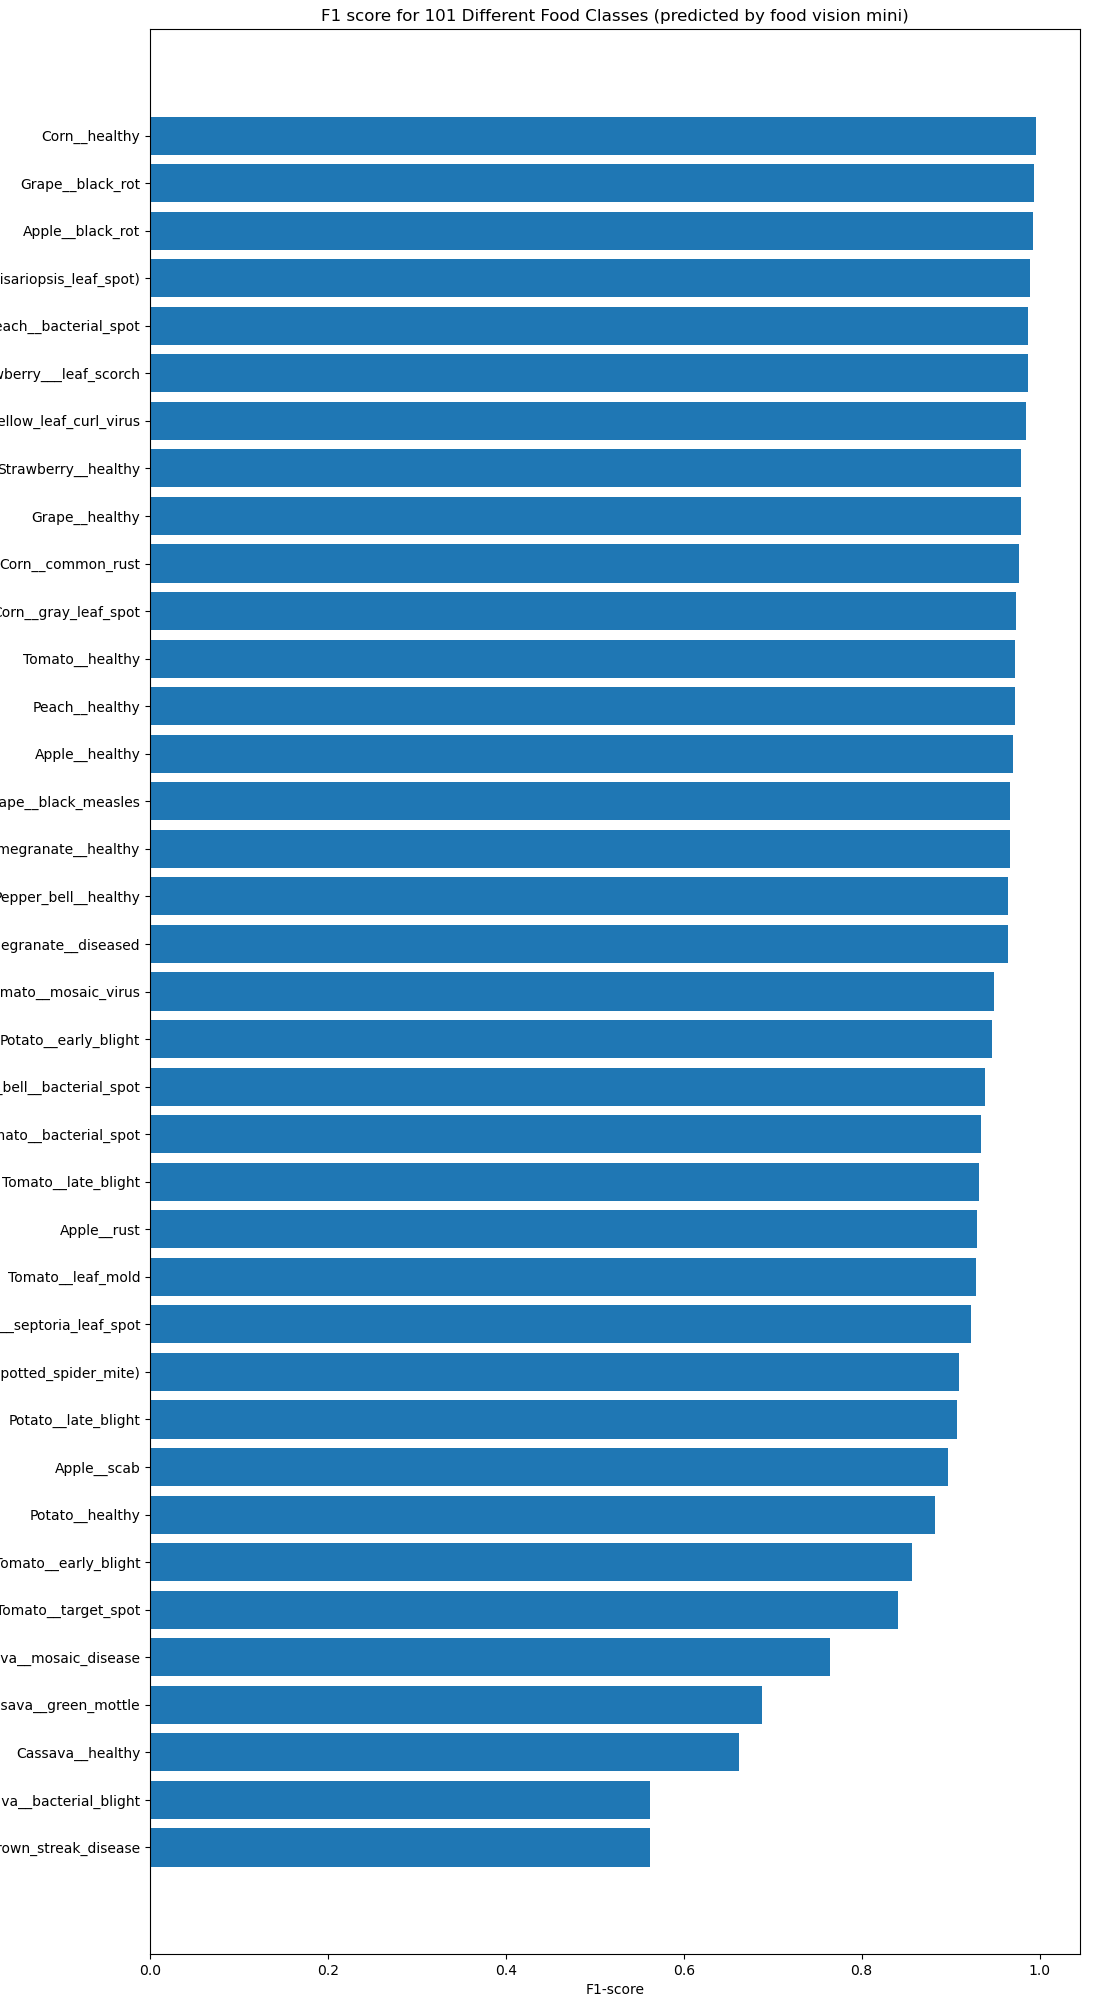 F1 score for 101 Different Food Classes (predicted by food vision mini)
Corn__healthy
Grape__black_rot
Apple__black_rot
isariopsis_leaf_spot)
each__bacterial_spot
wberry___leaf_scorch
ellow_leaf_curl_virus
Strawberry__healthy
Grape__healthy
Corn__common_rust
Corn__gray_leaf_spot
Tomato__healthy
Peach__healthy
Apple__healthy
ape__black_measles
megranate__healthy
Pepper_bell__healthy
egranate__diseased
mato__mosaic_virus
Potato__early_blight
_bell__bacterial_spot
mato__bacterial_spot
Tomato__late_blight
Apple__rust
Tomato__leaf_mold
__septoria_leaf_spot
potted_spider_mite)
Potato__late_blight
Apple__scab
Potato__healthy
Tomato__early_blight
Tomato__target_spot
va__mosaic_disease
sava__green_mottle
Cassava__healthy
va__bacterial_blight
rown_streak_disease
0.0 0.2 0.4 0.6 0.8 1.0
F1-score